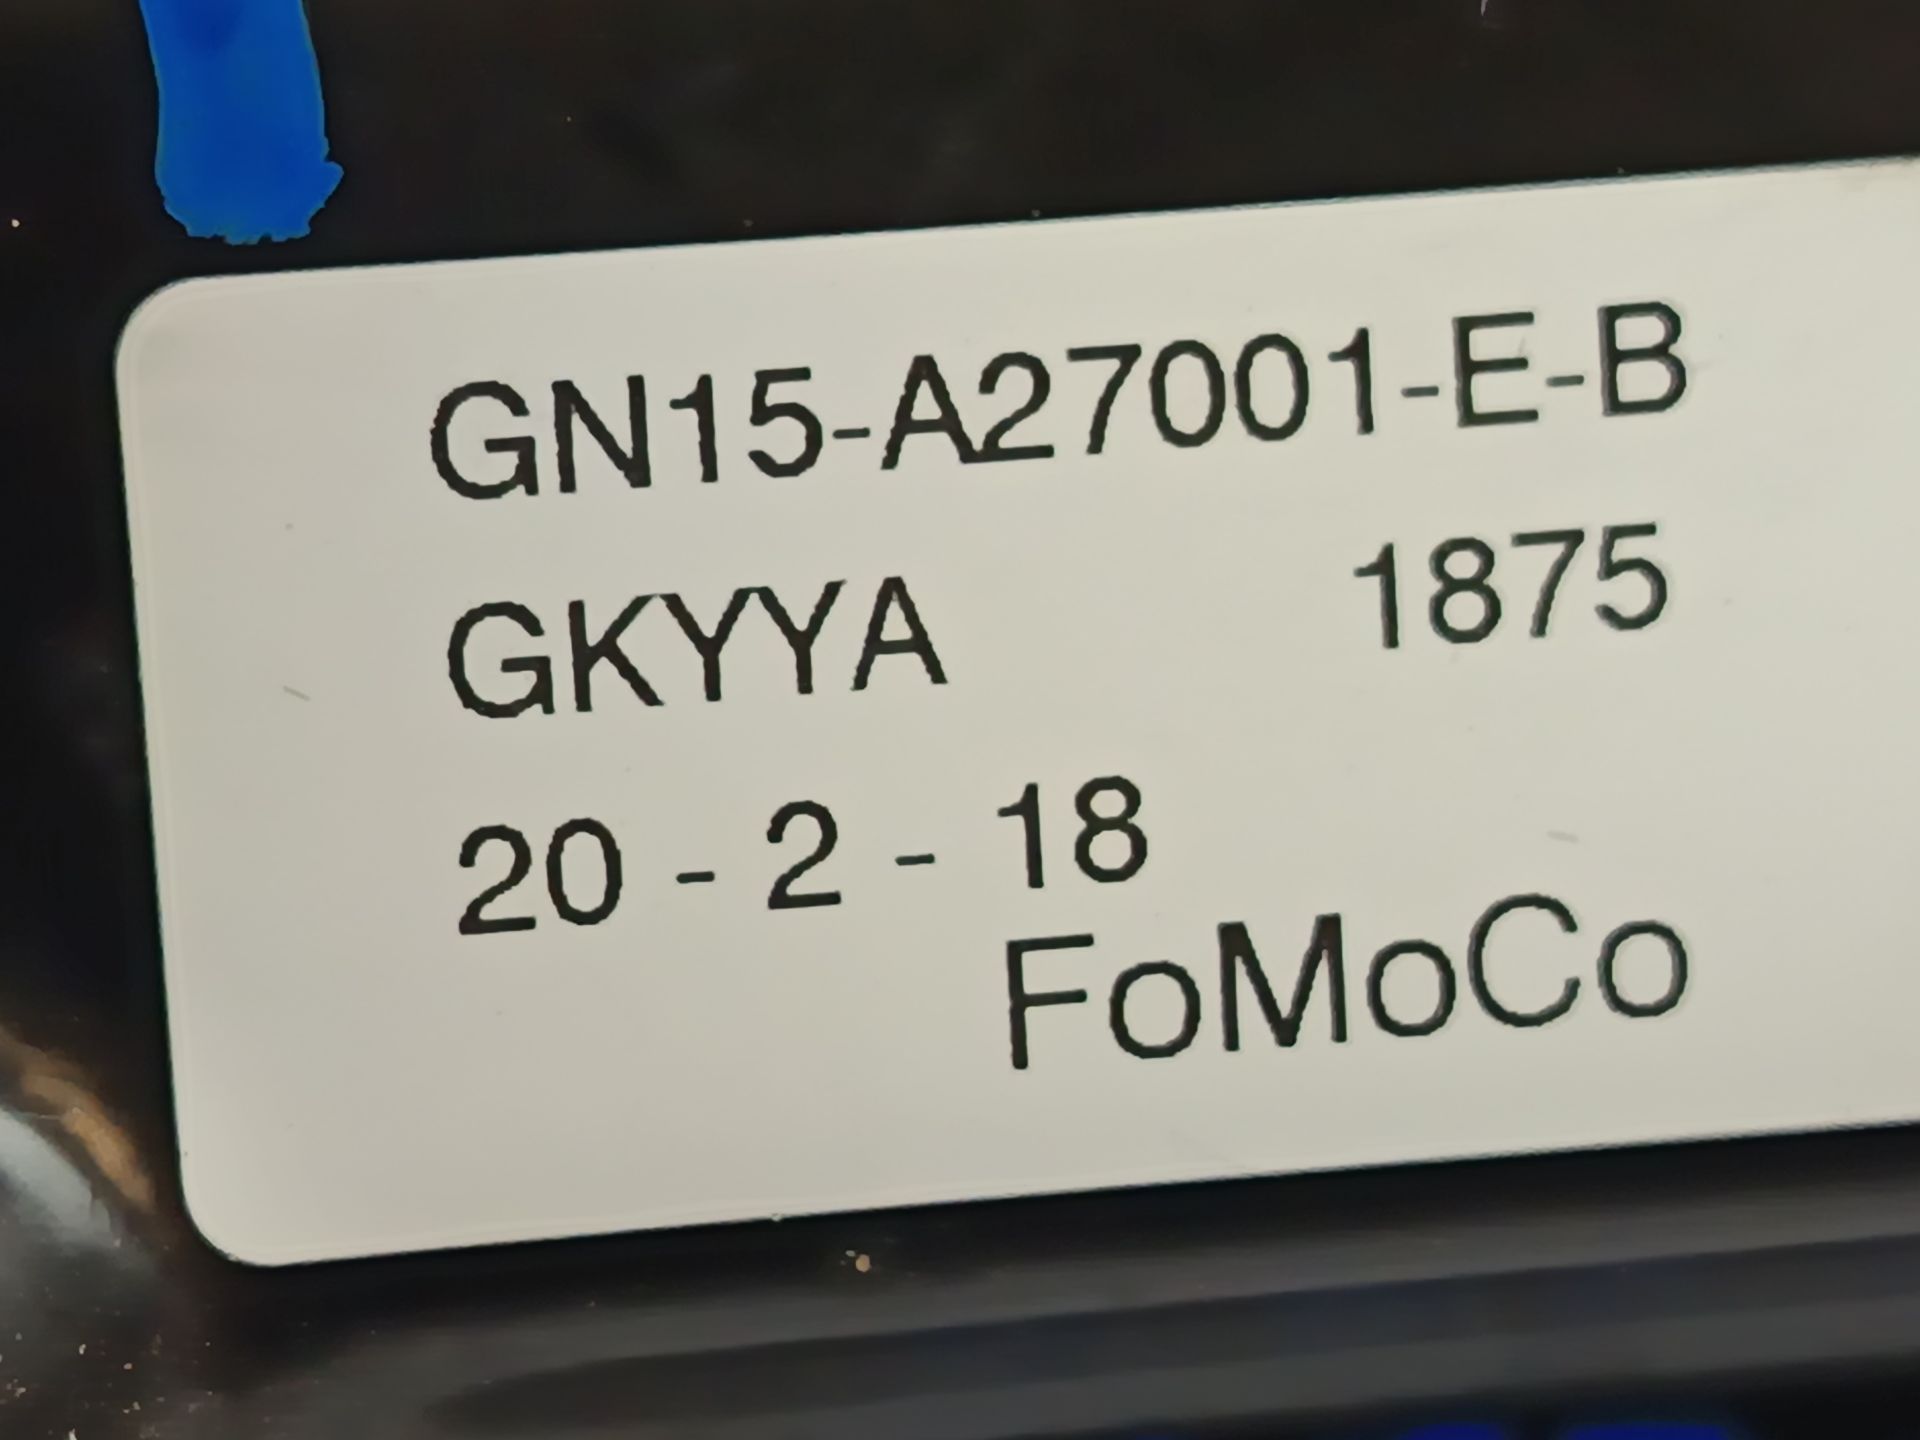 GN15-A27001-E-B
GKYYA 1875
20 - 2 - 18
FoMoCo